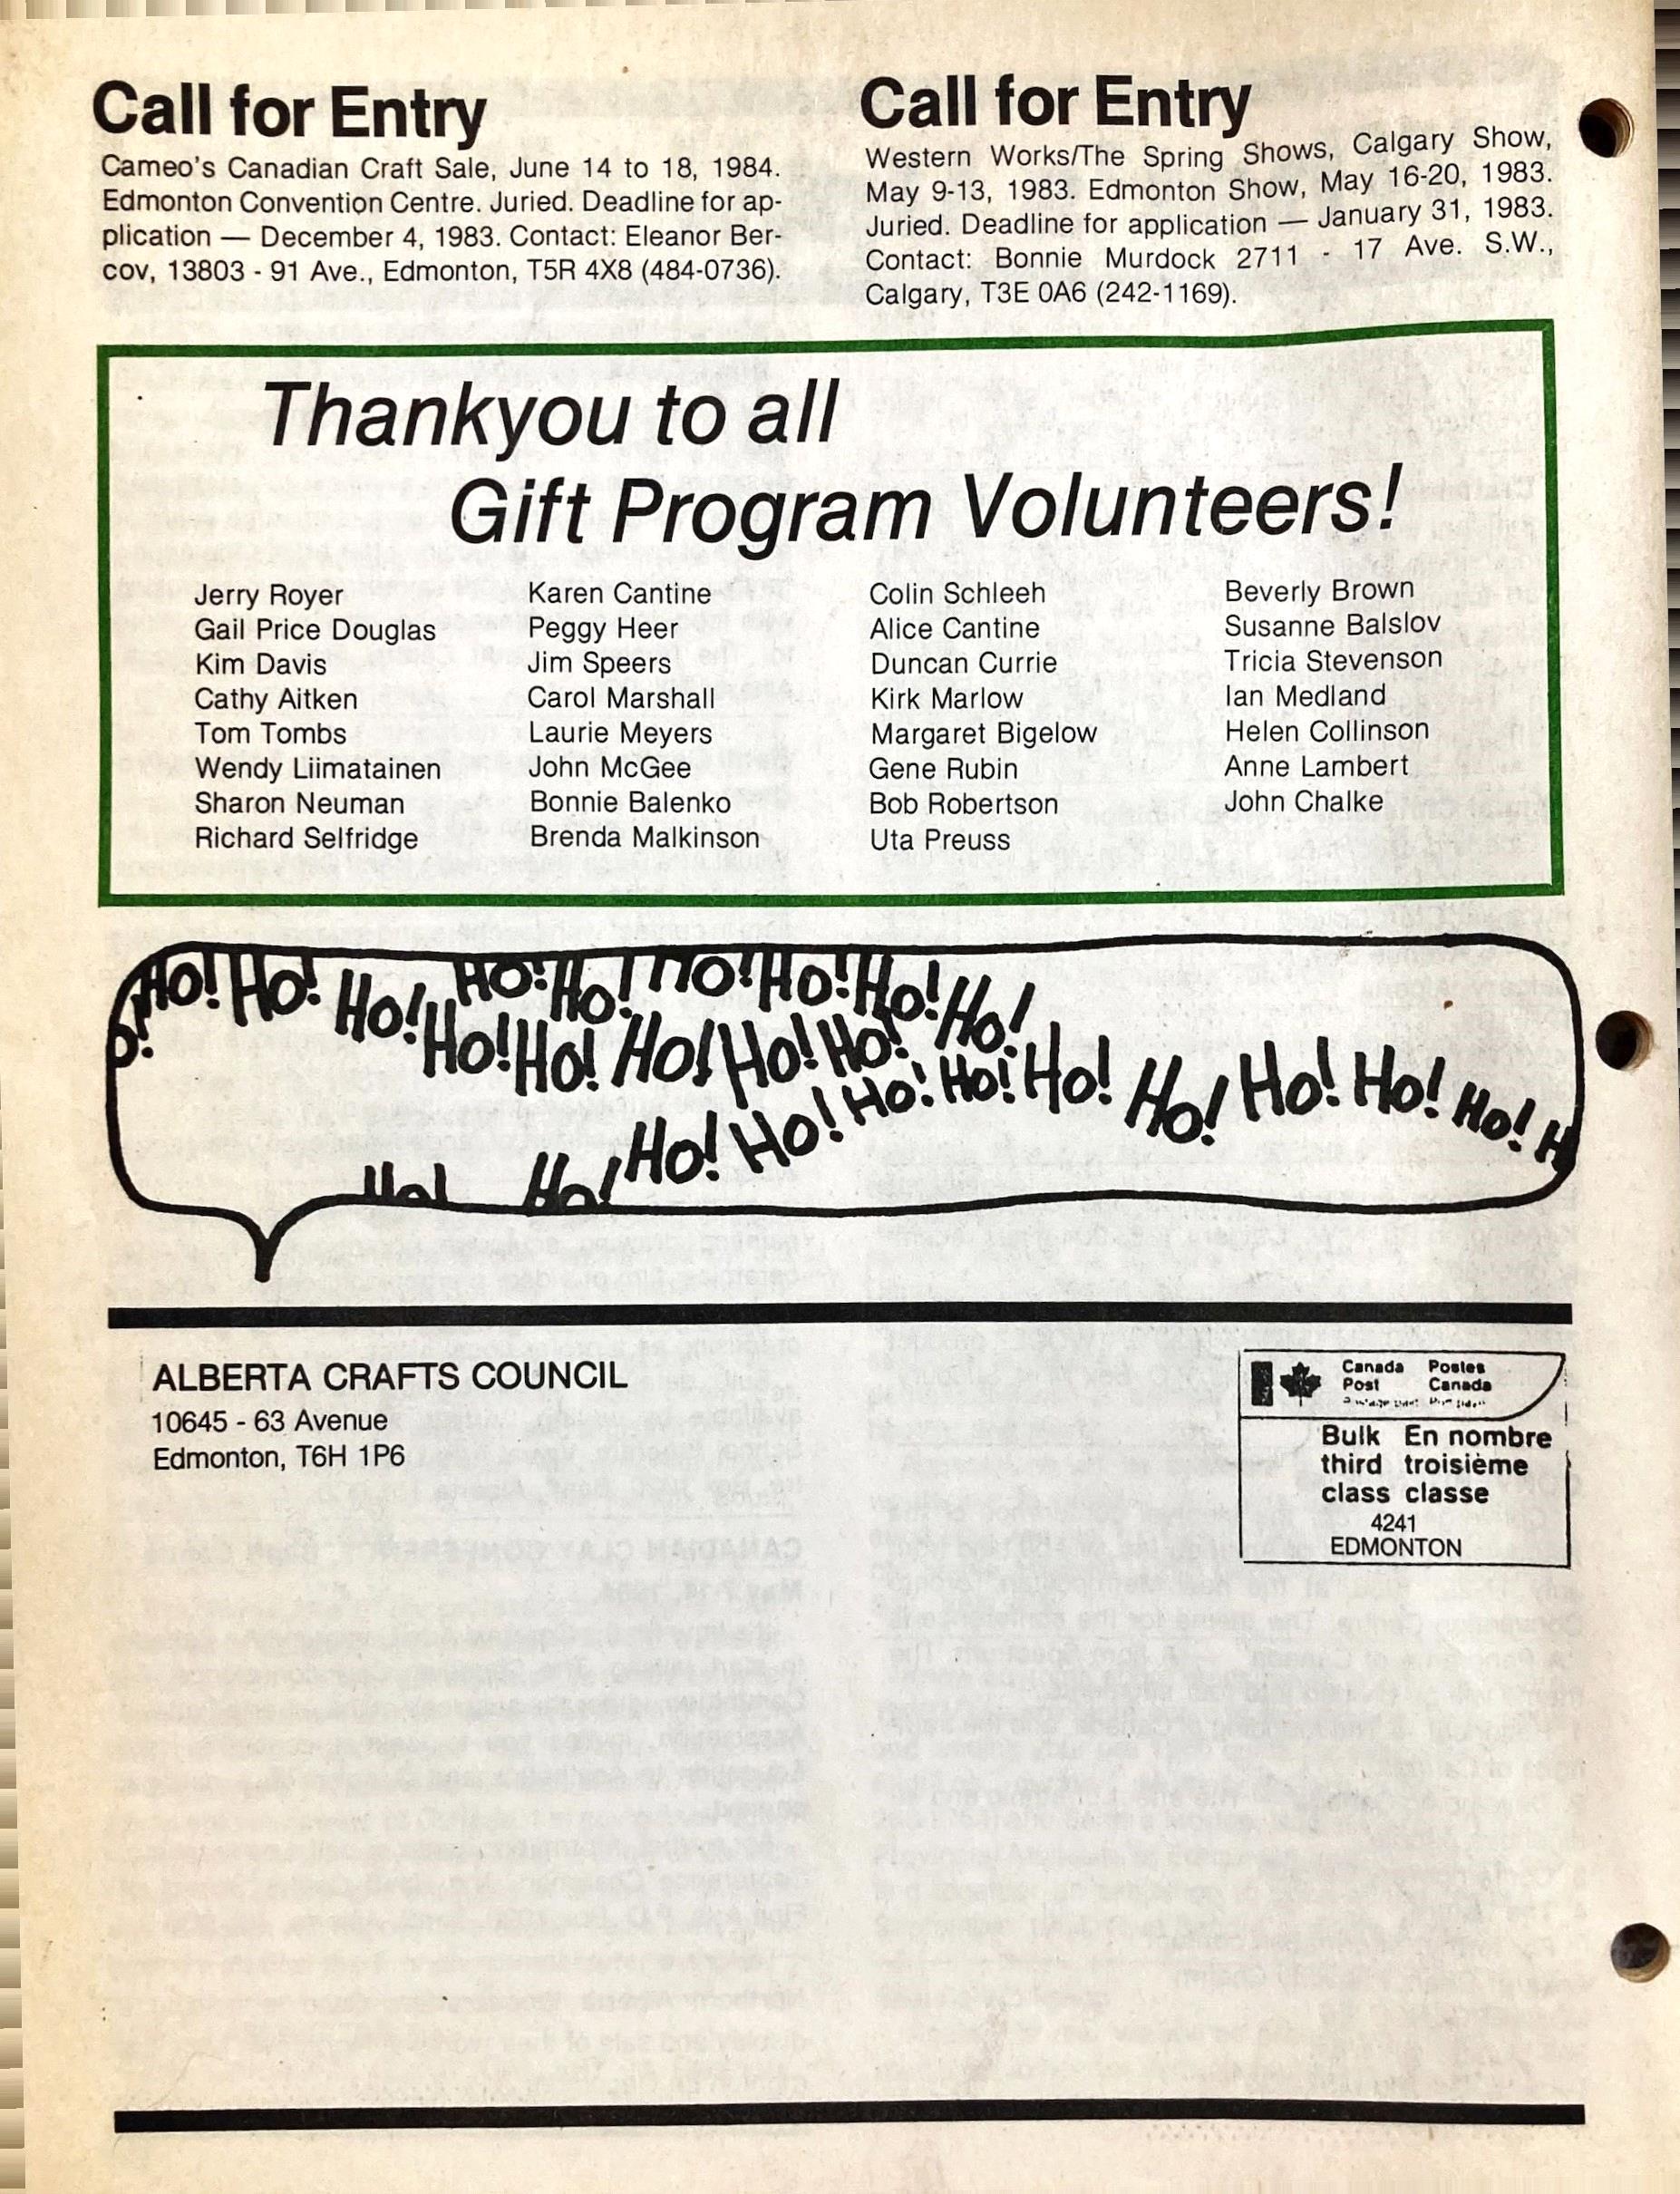 Call for Entry
Cameo's Canadian Craft Sale, June 14 to 18, 1984.
Edmonton Convention Centre. Juried. Deadline for ap-
plication — December 4, 1983. Contact: Eleanor Ber-
cov, 13803 - 91 Ave., Edmonton, T5R 4X8 (484-0736).
Call for Entry
Western Works/The Spring Shows, Calgary Show,
May 9-13, 1983. Edmonton Show, May 16-20, 1983.
Juried. Deadline for application — January 31, 1983.
Contact: Bonnie Murdock 2711 - 17 Ave. S.W.,
Calgary, T3E 0A6 (242-1169).
Thankyou to all
Gift Program Volunteers!
Jerry Royer
Gail Price Douglas
Kim Davis
Cathy Aitken
Tom Tombs
Wendy Liimatainen
Sharon Neuman
Richard Selfridge
Karen Cantine
Peggy Heer
Jim Speers
Carol Marshall
Laurie Meyers
John McGee
Bonnie Balenko
Brenda Malkinson
Colin Schleeh
Alice Cantine
Duncan Currie
Kirk Marlow
Margaret Bigelow
Gene Rubin
Bob Robertson
Uta Preuss
Beverly Brown
Susanne Balslov
Tricia Stevenson
Ian Medland
Helen Collinson
Anne Lambert
John Chalke
Ho! Ho! Ho! Ho! Ho! Ho! Ho! Ho! Ho!
Ho! Ho! Ho! Ho! Ho!
Ho! Ho! Ho! Ho! Ho! Ho! Ho! Ho! Ho! H
Ho! Ho!
ALBERTA CRAFTS COUNCIL
10645 - 63 Avenue
Edmonton, T6H 1P6
Canada Postes
Post Canada
Bulk En nombre
third troisième
class classe
4241
EDMONTON